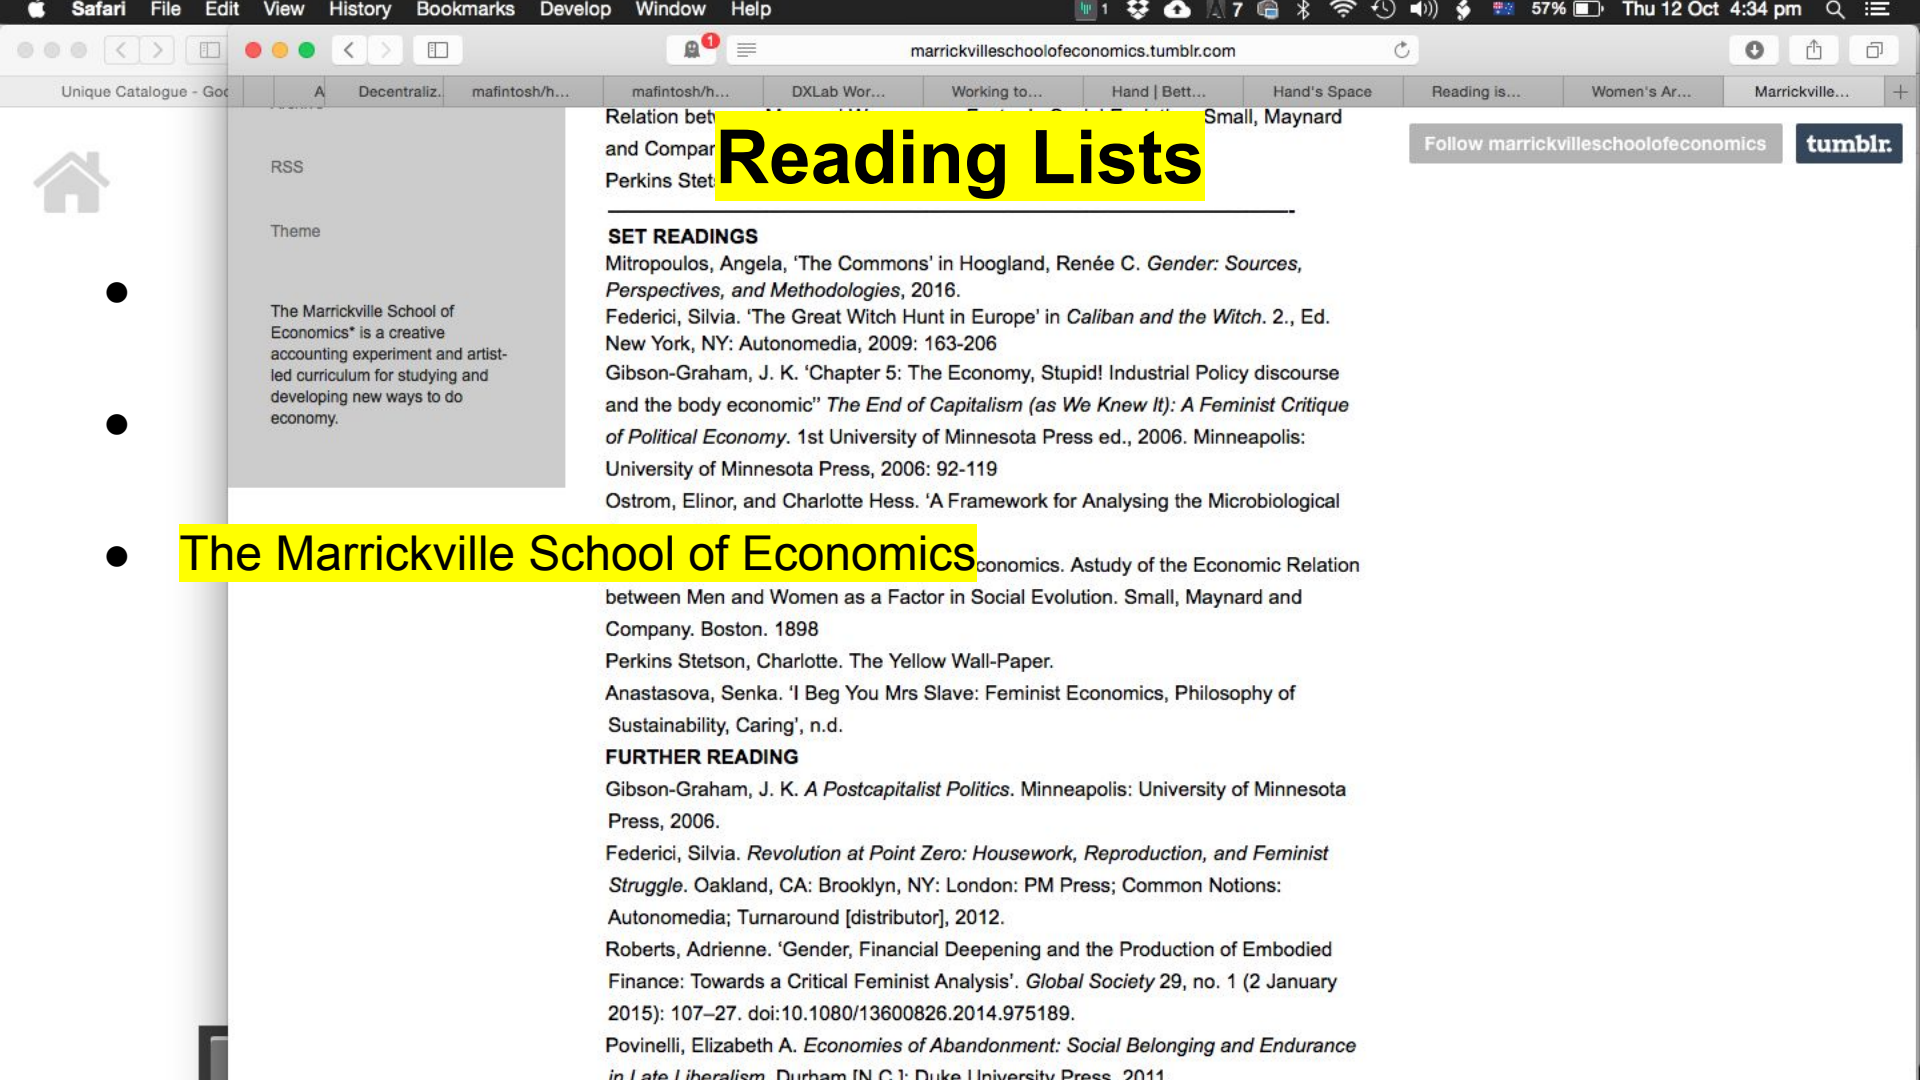 Safari File Edit View History Bookmarks Develop Window Help 1 7 57% Thu 12 Oct 4:34 pm
marrickvilleschoolofeconomics.tumblr.com
1
Unique Catalogue - Goo
A
Decentraliz..
mafintosh/h...
mafintosh/h...
DXLab Wor...
Working to...
Hand | Bett...
Hand's Space
Reading is...
Women's Ar...
Marrickville...
RSS
Theme
The Marrickville School of
Economics* is a creative
accounting experiment and artist-
led curriculum for studying and
developing new ways to do
economy.
Follow marrickvilleschoolofeconomics
tumblr.
Reading Lists
Relation Small, Maynard
and Compar
Perkins Stets
SET READINGS
Mitropoulos, Angela, ‘The Commons’ in Hoogland, Renée C. Gender: Sources,
Perspectives, and Methodologies, 2016.
Federici, Silvia. ‘The Great Witch Hunt in Europe’ in Caliban and the Witch. 2., Ed.
New York, NY: Autonomedia, 2009: 163-206
Gibson-Graham, J. K. ‘Chapter 5: The Economy, Stupid! Industrial Policy discourse
and the body economic” The End of Capitalism (as We Knew It): A Feminist Critique
of Political Economy. 1st University of Minnesota Press ed., 2006. Minneapolis:
University of Minnesota Press, 2006: 92-119
Ostrom, Elinor, and Charlotte Hess. ‘A Framework for Analysing the Microbiological
The Marrickville School of Economics
conomics. Astudy of the Economic Relation
between Men and Women as a Factor in Social Evolution. Small, Maynard and
Company. Boston. 1898
Perkins Stetson, Charlotte. The Yellow Wall-Paper.
Anastasova, Senka. ‘I Beg You Mrs Slave: Feminist Economics, Philosophy of
Sustainability, Caring’, n.d.
FURTHER READING
Gibson-Graham, J. K. A Postcapitalist Politics. Minneapolis: University of Minnesota
Press, 2006.
Federici, Silvia. Revolution at Point Zero: Housework, Reproduction, and Feminist
Struggle. Oakland, CA: Brooklyn, NY: London: PM Press; Common Notions:
Autonomedia; Turnaround [distributor], 2012.
Roberts, Adrienne. ‘Gender, Financial Deepening and the Production of Embodied
Finance: Towards a Critical Feminist Analysis’. Global Society 29, no. 1 (2 January
2015): 107–27. doi:10.1080/13600826.2014.975189.
Povinelli, Elizabeth A. Economies of Abandonment: Social Belonging and Endurance
in Late Liberalism. Durham [N.C.]: Duke University Press, 2011.